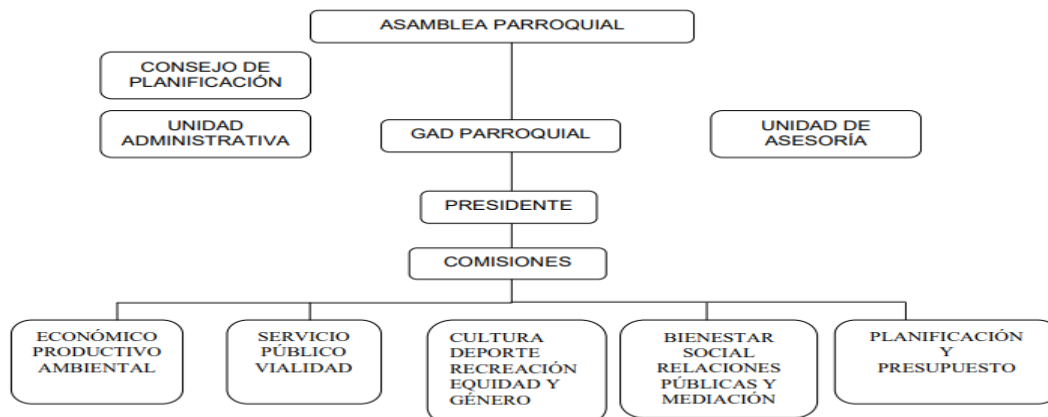 ASAMBLEA PARROQUIAL
CONSEJO DE
PLANIFICACIÓN
UNIDAD
ADMINISTRATIVA
GAD PARROQUIAL
UNIDAD DE
ASESORÍA
PRESIDENTE
COMISIONES
ECONÓMICO
PRODUCTIVO
AMBIENTAL
SERVICIO
PÚBLICO
VIALIDAD
CULTURA
DEPORTE
RECREACIÓN
EQUIDAD Y
GÉNERO
BIENESTAR
SOCIAL
RELACIONES
PÚBLICAS Y
MEDIACIÓN
PLANIFICACIÓN
Y
PRESUPUESTO